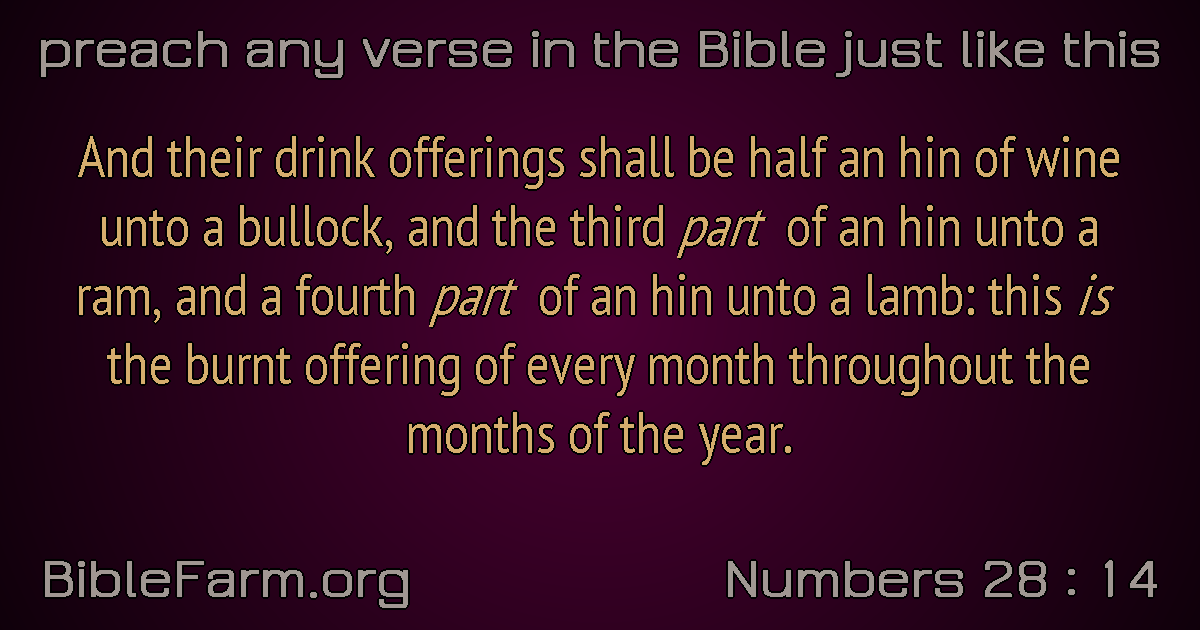 preach any verse in the Bible just like this
And their drink offerings shall be half an hin of wine
unto a bullock, and the third part of an hin unto a
ram, and a fourth part of an hin unto a lamb: this is
the burnt offering of every month throughout the
months of the year.
BibleFarm.org
Numbers 28 : 14